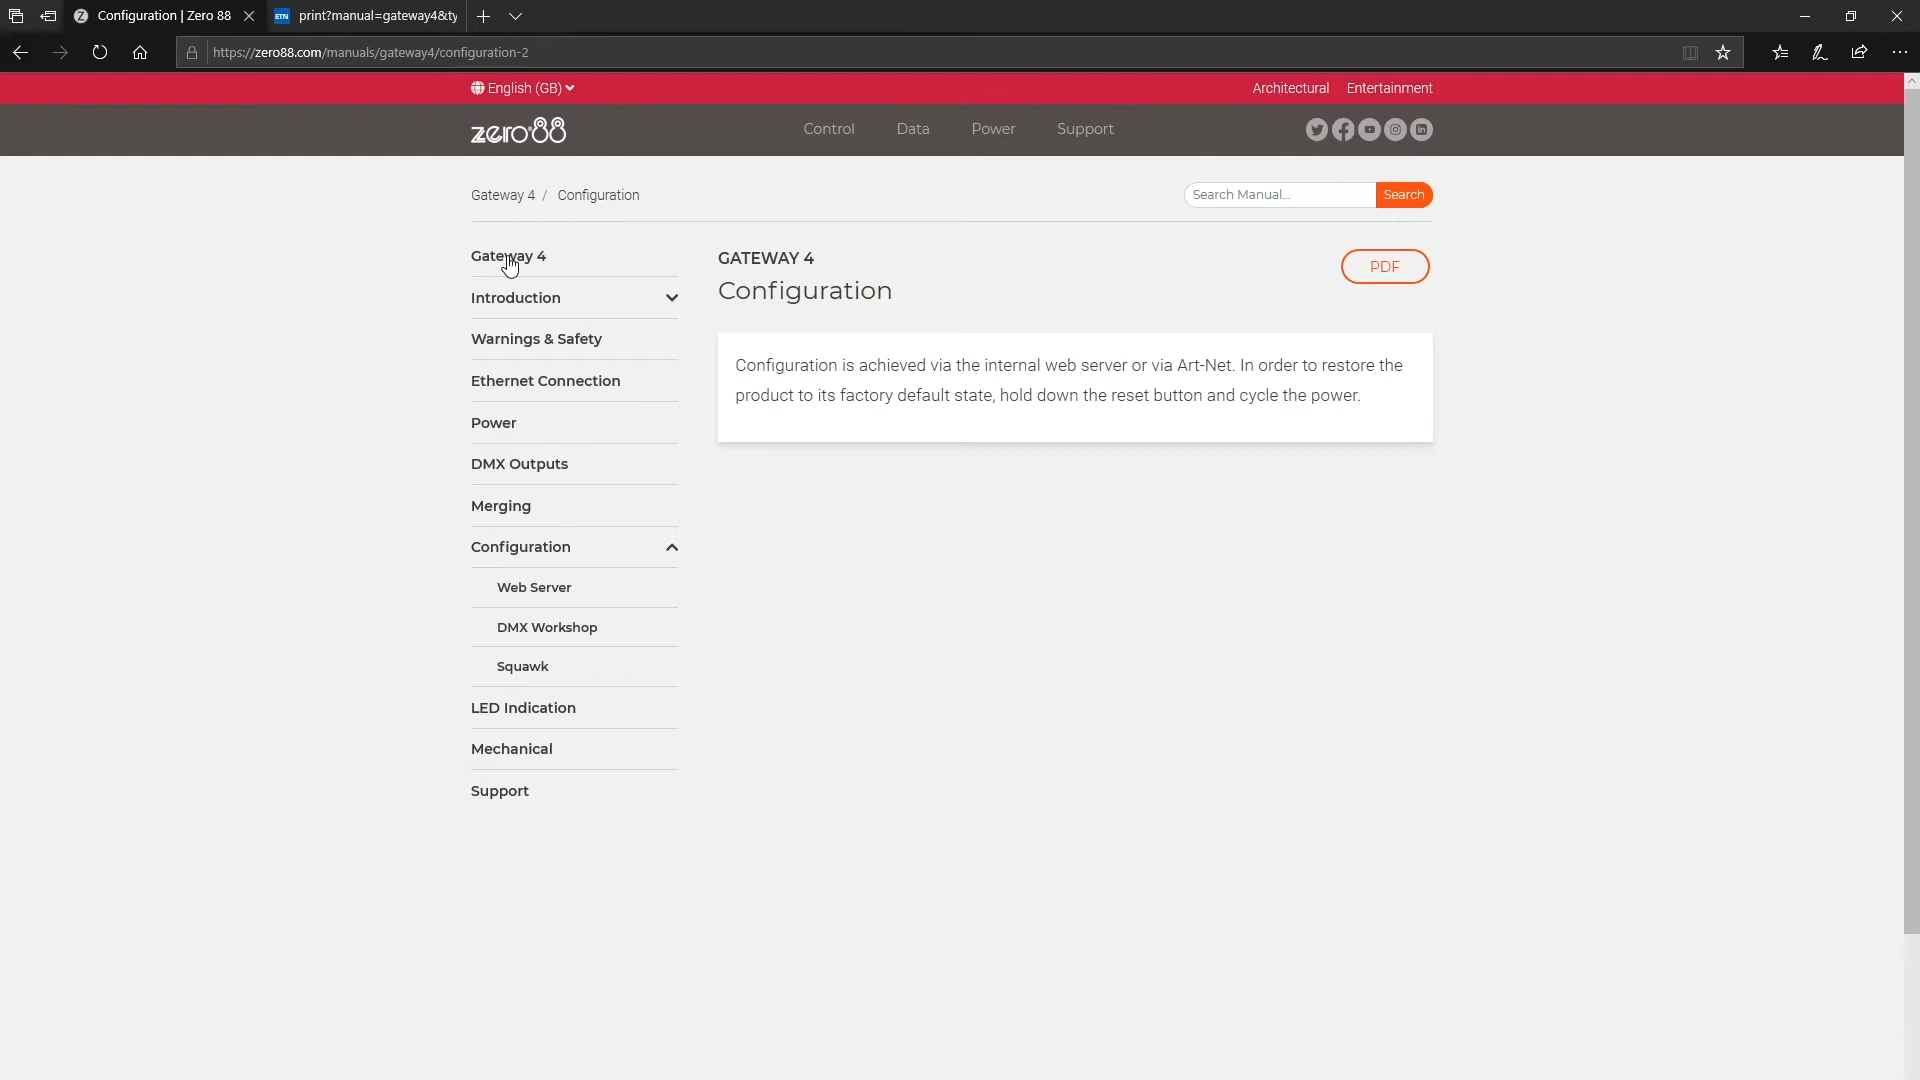 Configuration | Zero 88
ETN
print?manual=gateway4&ty
https://zero88.com/manuals/gateway4/configuration-2
English (GB)
Architectural
Entertainment
zero88
Control
Data
Power
Support
Gateway 4 / Configuration
Search Manual...
Search
Gateway 4
Introduction
Warnings & Safety
Ethernet Connection
Power
DMX Outputs
Merging
Configuration
Web Server
DMX Workshop
Squawk
LED Indication
Mechanical
Support
GATEWAY 4
Configuration
PDF
Configuration is achieved via the internal web server or via Art-Net. In order to restore the
product to its factory default state, hold down the reset button and cycle the power.